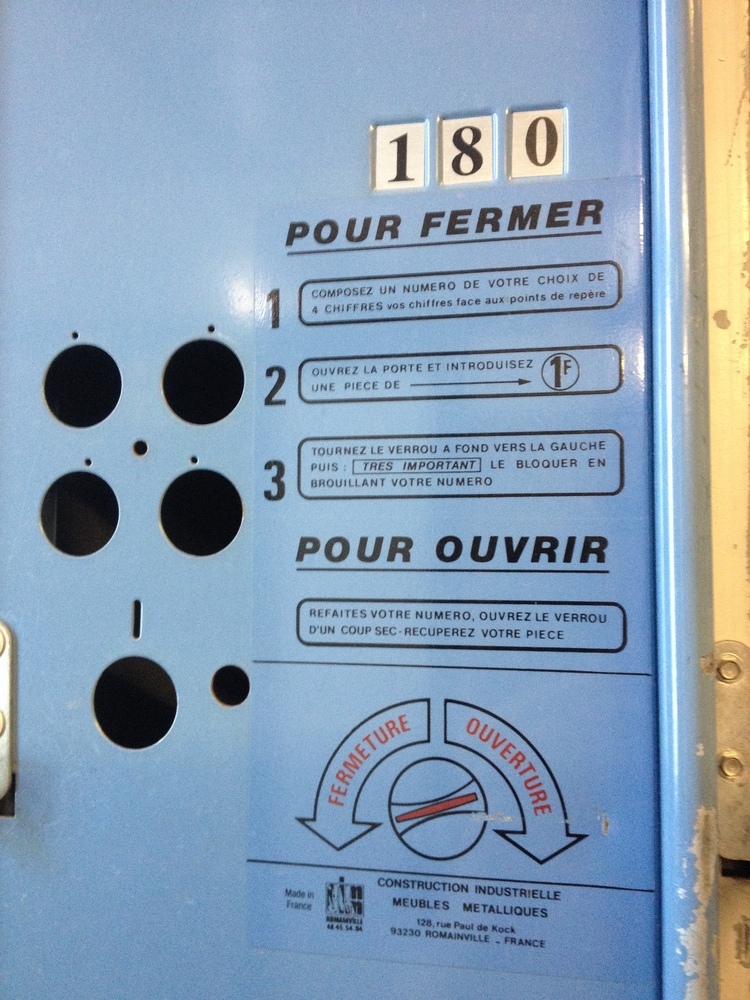 180
POUR FERMER
1 COMPOSEZ UN NUMERO DE VOTRE CHOIX DE
4 CHIFFRES vos chiffres face aux points de repère
2 OUVREZ LA PORTE ET INTRODUISEZ 1F
UNE PIECE DE
3 TOURNEZ LE VERROU A FOND VERS LA GAUCHE
PUIS : TRES IMPORTANT LE BLOQUER EN
BROUILLANT VOTRE NUMERO
POUR OUVRIR
REFAITES VOTRE NUMERO, OUVREZ LE VERROU
D'UN COUP SEC - RECUPEREZ VOTRE PIECE
FERMETURE
OUVERTURE
Made in
France
ROMAINVILLE
CONSTRUCTION INDUSTRIELLE
MEUBLES METALLIQUES
128, rue Paul de Kock
93230 ROMAINVILLE - FRANCE